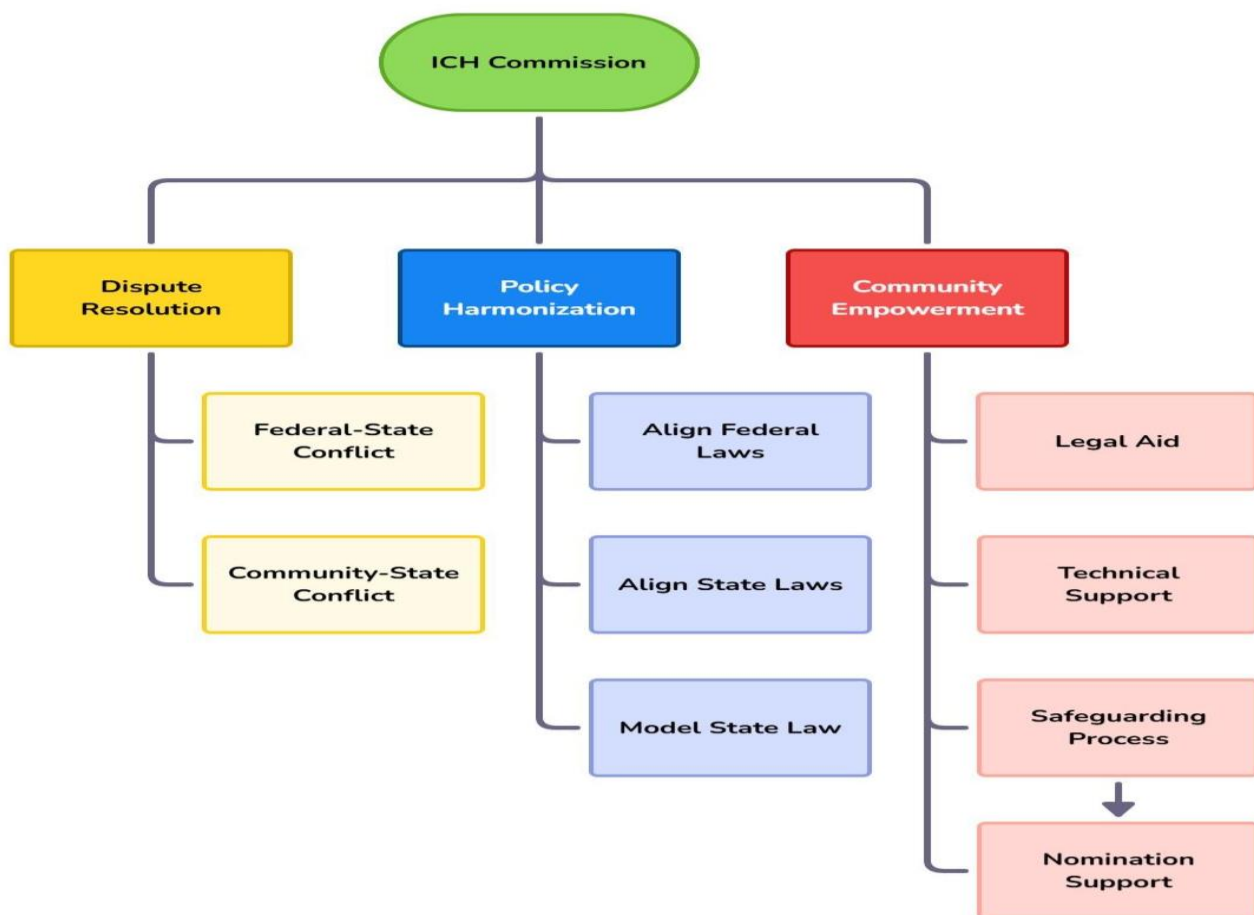 ICH Commission
Dispute
Resolution
Policy
Harmonization
Community
Empowerment
Federal-State
Conflict
Align Federal
Laws
Legal Aid
Community-State
Conflict
Align State Laws
Technical
Support
Model State Law
Safeguarding
Process
Nomination
Support